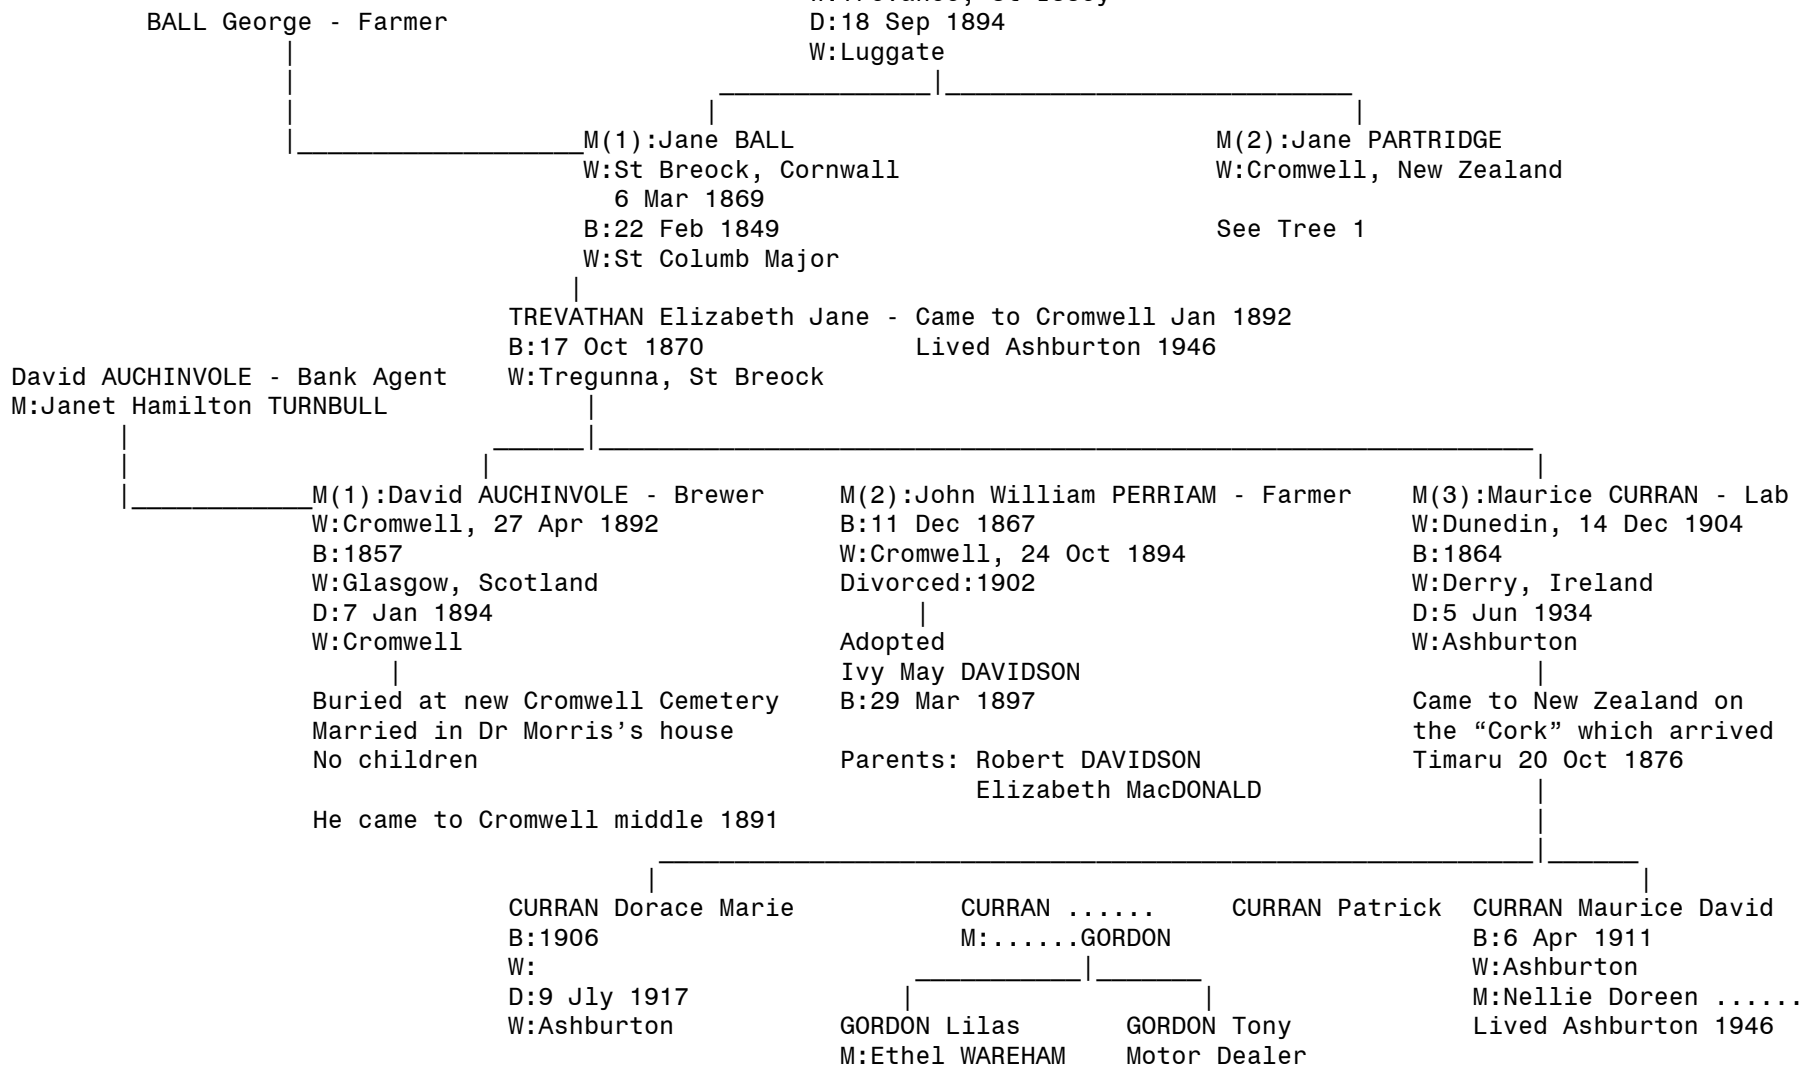 BALL George - Farmer
D:18 Sep 1894
W:Luggate
M(1):Jane BALL
W:St Breock, Cornwall
6 Mar 1869
B:22 Feb 1849
W:St Columb Major
M(2):Jane PARTRIDGE
W:Cromwell, New Zealand
See Tree 1
TREVATHAN Elizabeth Jane - Came to Cromwell Jan 1892
B:17 Oct 1870 Lived Ashburton 1946
W:Tregunna, St Breock
David AUCHINVOLE - Bank Agent
M:Janet Hamilton TURNBULL
M(1):David AUCHINVOLE - Brewer
W:Cromwell, 27 Apr 1892
B:1857
W:Glasgow, Scotland
D:7 Jan 1894
W:Cromwell
Buried at new Cromwell Cemetery
Married in Dr Morris’s house
No children
He came to Cromwell middle 1891
M(2):John William PERRIAM - Farmer
B:11 Dec 1867
W:Cromwell, 24 Oct 1894
Divorced:1902
Adopted
Ivy May DAVIDSON
B:29 Mar 1897
Parents: Robert DAVIDSON
Elizabeth MacDONALD
M(3):Maurice CURRAN - Lab
W:Dunedin, 14 Dec 1904
B:1864
W:Derry, Ireland
D:5 Jun 1934
W:Ashburton
Came to New Zealand on
the “Cork” which arrived
Timaru 20 Oct 1876
CURRAN Dorace Marie
B:1906
W:
D:9 Jly 1917
W:Ashburton
CURRAN ......
M:......GORDON
GORDON Lilas
M:Ethel WAREHAM
GORDON Tony
Motor Dealer
CURRAN Patrick
CURRAN Maurice David
B:6 Apr 1911
W:Ashburton
M:Nellie Doreen ......
Lived Ashburton 1946